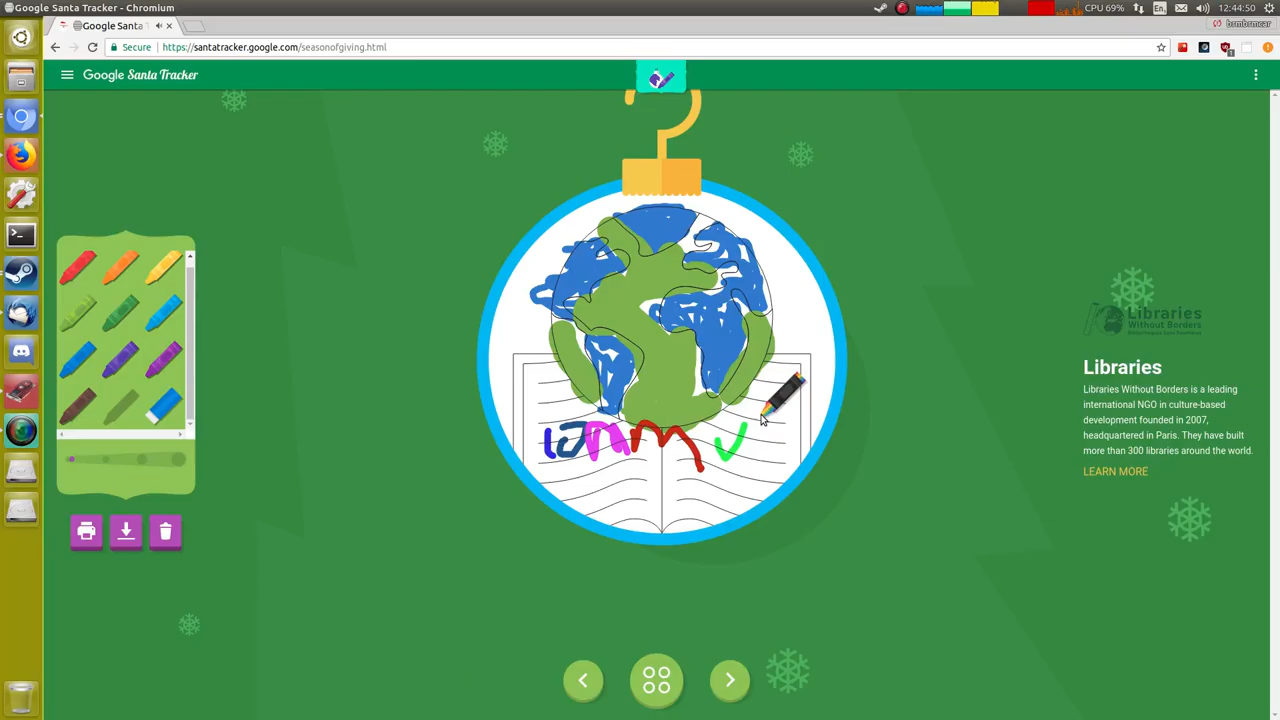 Google Santa Tracker - Chromium
En
CPU 69%
12:44:50
Google Santa T
brmbrmcar
Secure
https://santatracker.google.com/seasonofgiving.html
Google Santa Tracker
Libraries
Without Borders
Libraries
Libraries Without Borders is a leading
international NGO in culture-based
development founded in 2007,
headquartered in Paris. They have built
more than 300 libraries around the world.
LEARN MORE